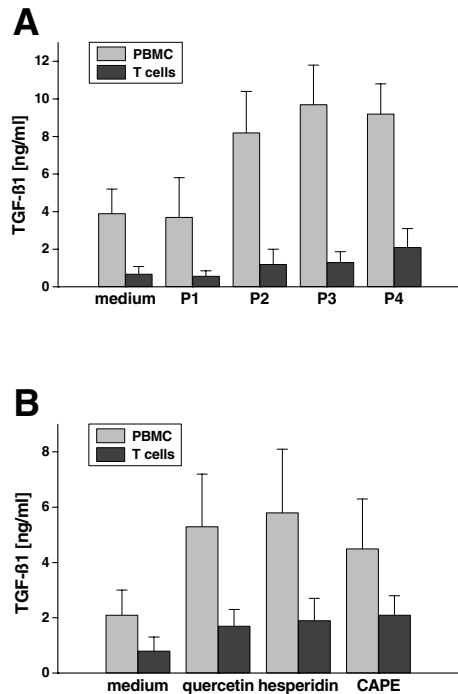 A
PBMC
T cells
TGF-ß1 [ng/ml]
12
10
8
6
4
2
0
medium P1 P2 P3 P4
B
PBMC
T cells
TGF-ß1 [ng/ml]
8
6
4
2
0
medium quercetin hesperidin CAPE